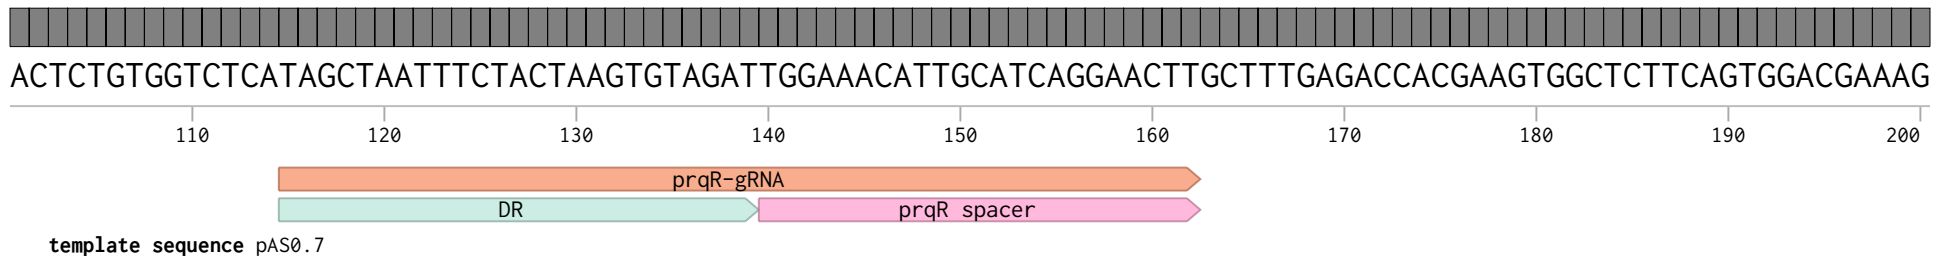 ACTCTGTGGTCTCATAGCTAATTTCTACTAAGTGTAGATTGGAAACATTGCATCAGGAACTTGCTTTGAGACCACGAAGTGGCTCTTCAGTGGACGAAAG
110 120 130 140 150 160 170 180 190 200
prqR-gRNA
DR prqR spacer
template sequence pAS0.7